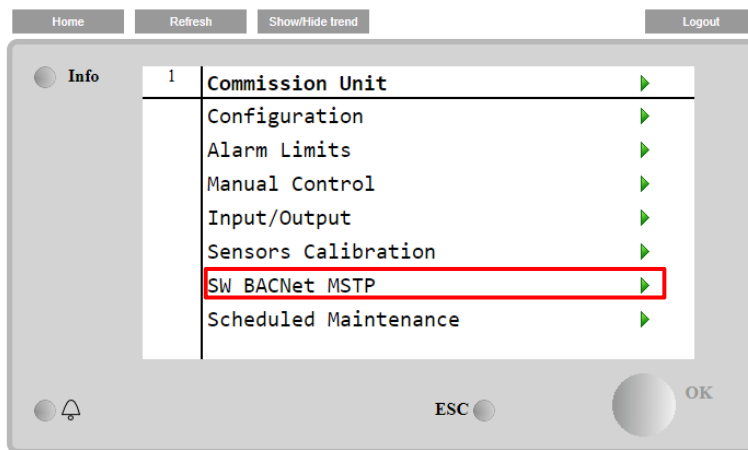 Home Refresh Show/Hide trend Logout
Info
1 Commission Unit
Configuration
Alarm Limits
Manual Control
Input/Output
Sensors Calibration
SW BACNet MSTP
Scheduled Maintenance
ESC OK